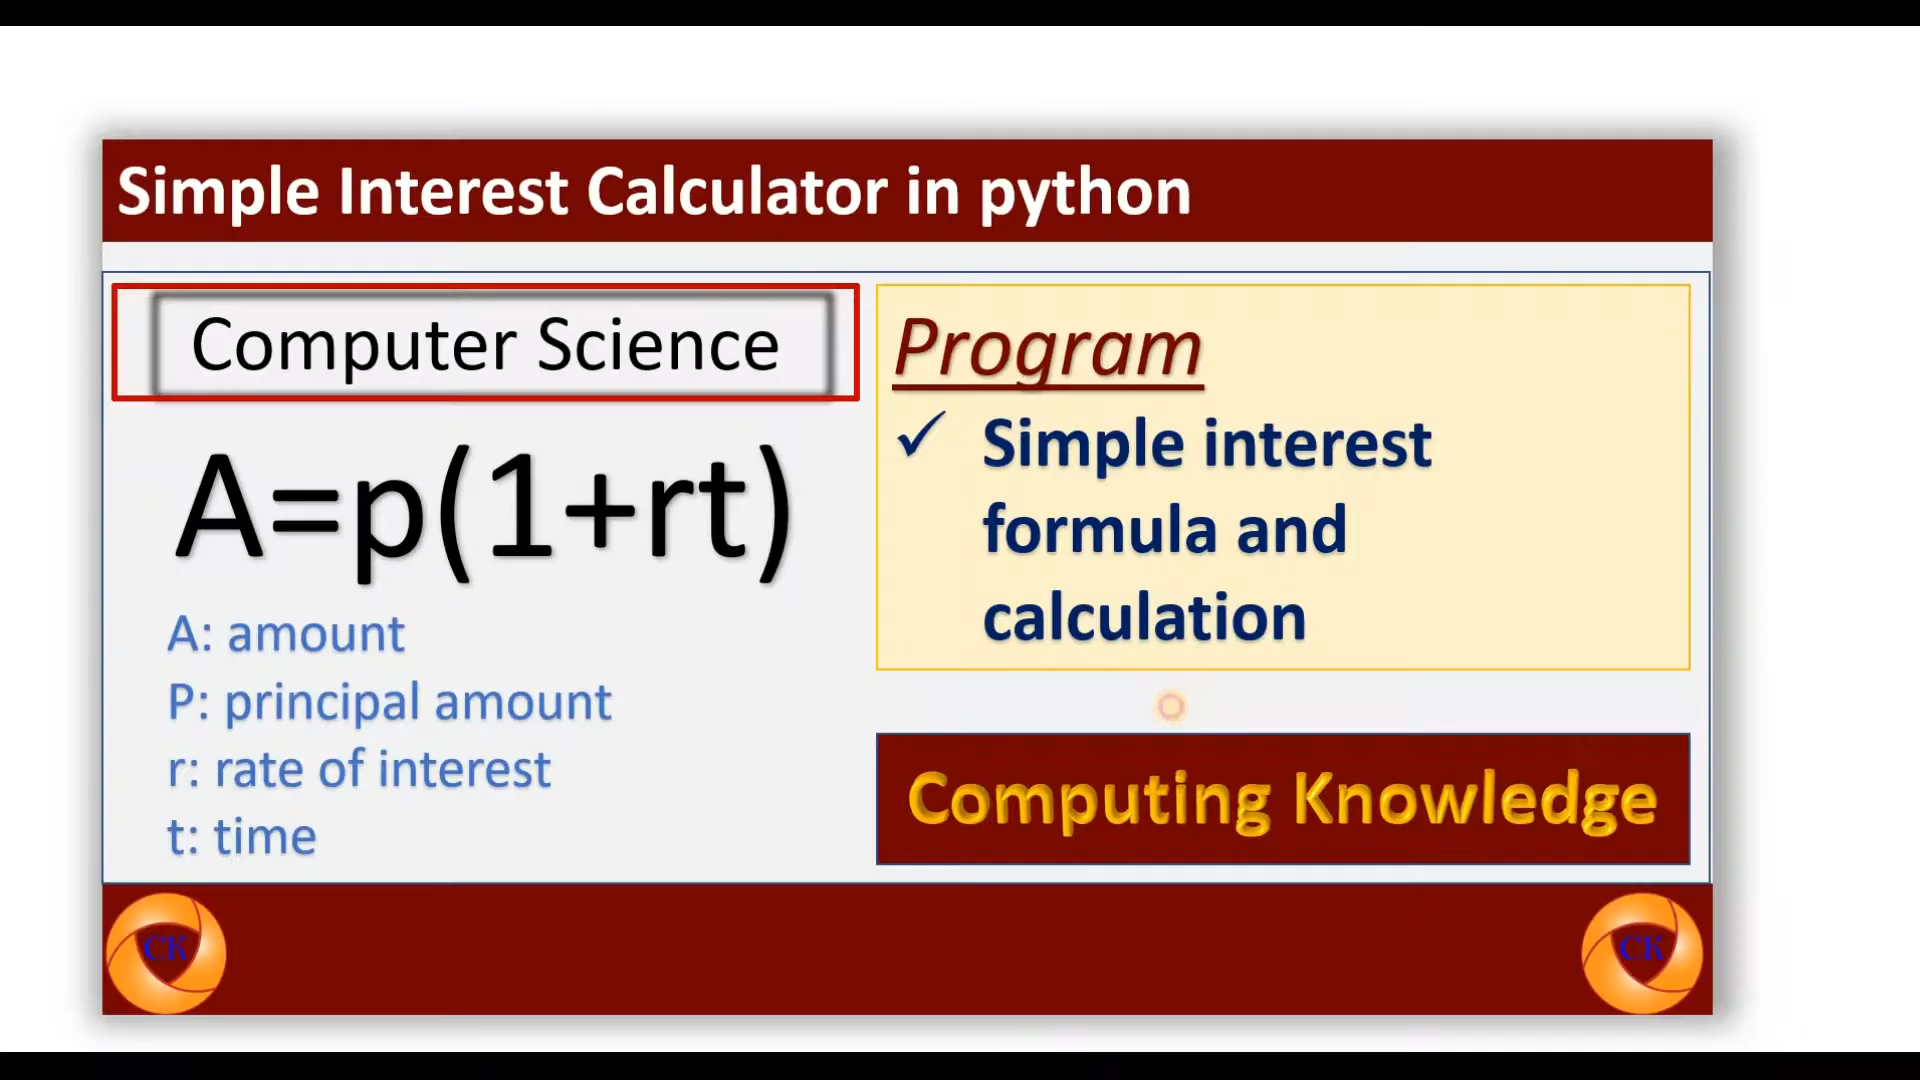 Simple Interest Calculator in python
Computer Science
A=p(1+rt)
A: amount
P: principal amount
r: rate of interest
t: time
Program
✓ Simple interest
formula and
calculation
Computing Knowledge
CK
CK